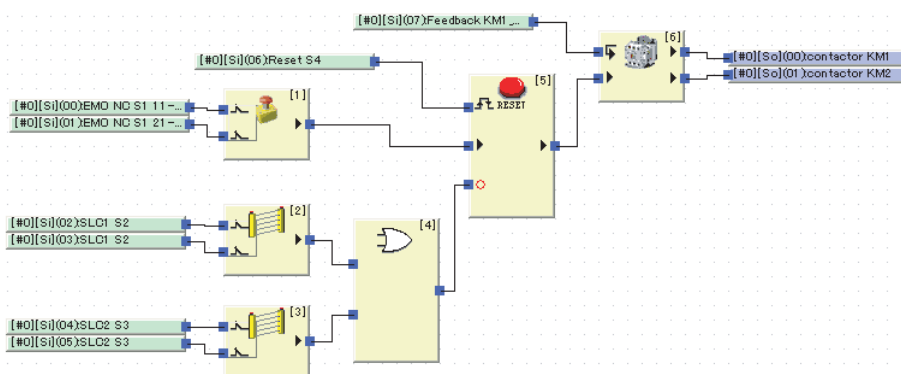 [#0][Si](07):Feedback KM1_...
[6]
[#0][So](00):contactor KM1
[#0][So](01):contactor KM2
[#0][Si](06):Reset S4
[5]
RESET
[1]
[#0][Si](00):EMO NC S1 11-...
[#0][Si](01):EMO NC S1 21-...
[2]
[#0][Si](02):SLC1 S2
[#0][Si](03):SLC1 S2
[4]
[3]
[#0][Si](04):SLC2 S3
[#0][Si](05):SLC2 S3